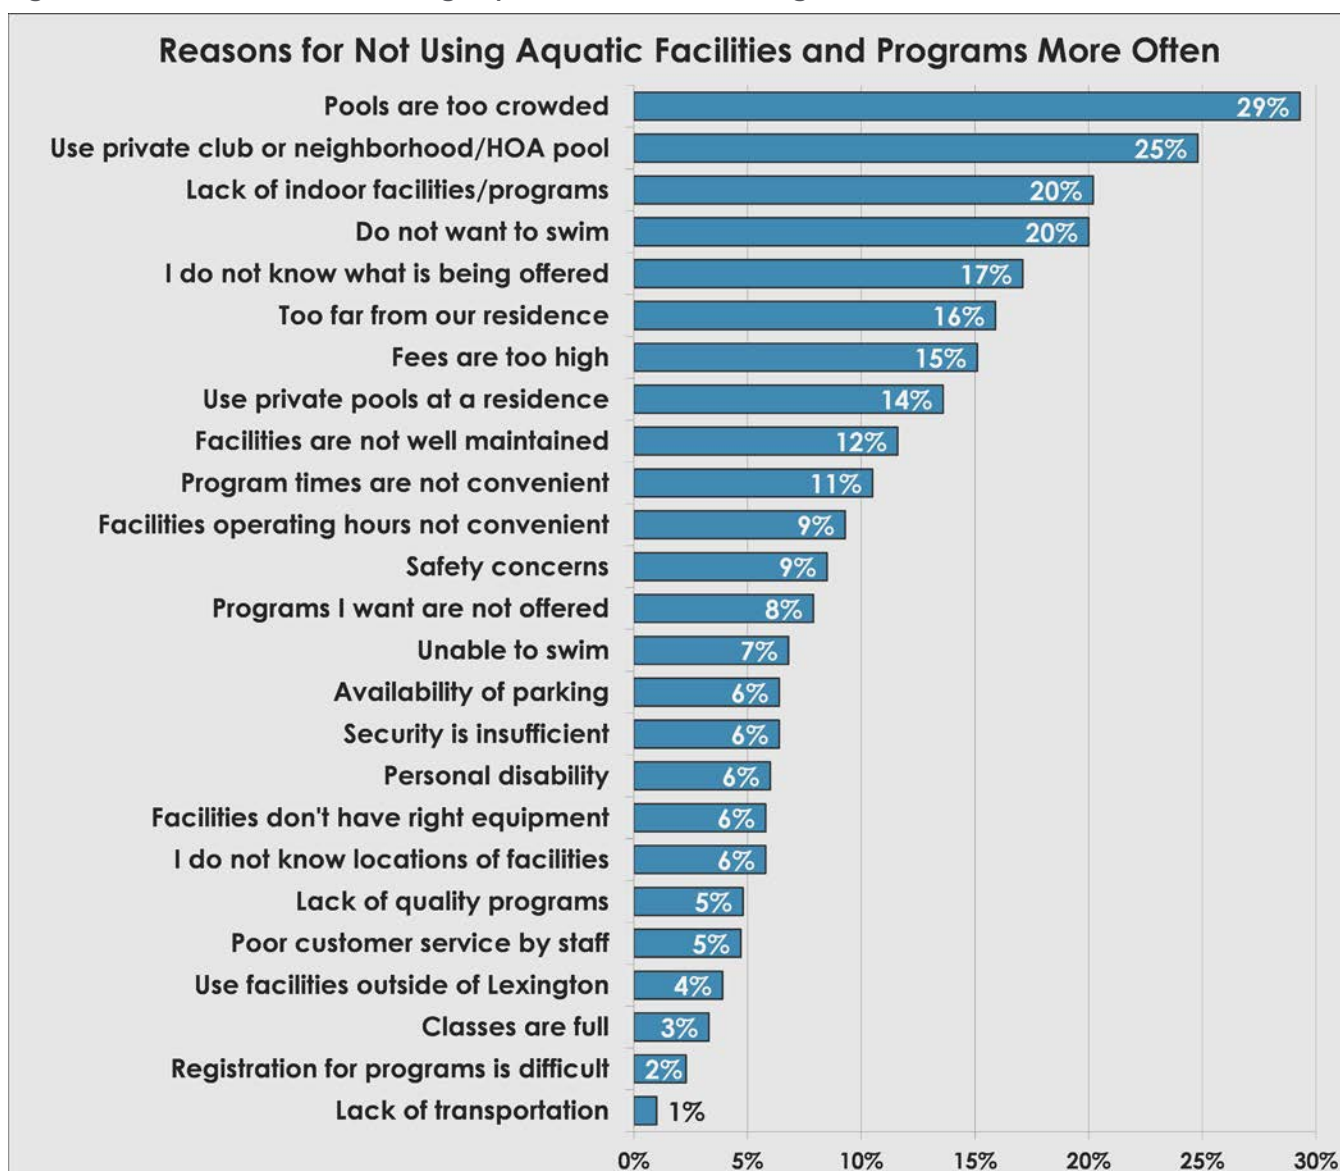 Reasons for Not Using Aquatic Facilities and Programs More Often
Pools are too crowded 29%
Use private club or neighborhood/HOA pool 25%
Lack of indoor facilities/programs 20%
Do not want to swim 20%
I do not know what is being offered 17%
Too far from our residence 16%
Fees are too high 15%
Use private pools at a residence 14%
Facilities are not well maintained 12%
Program times are not convenient 11%
Facilities operating hours not convenient 9%
Safety concerns 9%
Programs I want are not offered 8%
Unable to swim 7%
Availability of parking 6%
Security is insufficient 6%
Personal disability 6%
Facilities don't have right equipment 6%
I do not know locations of facilities 6%
Lack of quality programs 5%
Poor customer service by staff 5%
Use facilities outside of Lexington 4%
Classes are full 3%
Registration for programs is difficult 2%
Lack of transportation 1%
0% 5% 10% 15% 20% 25% 30%